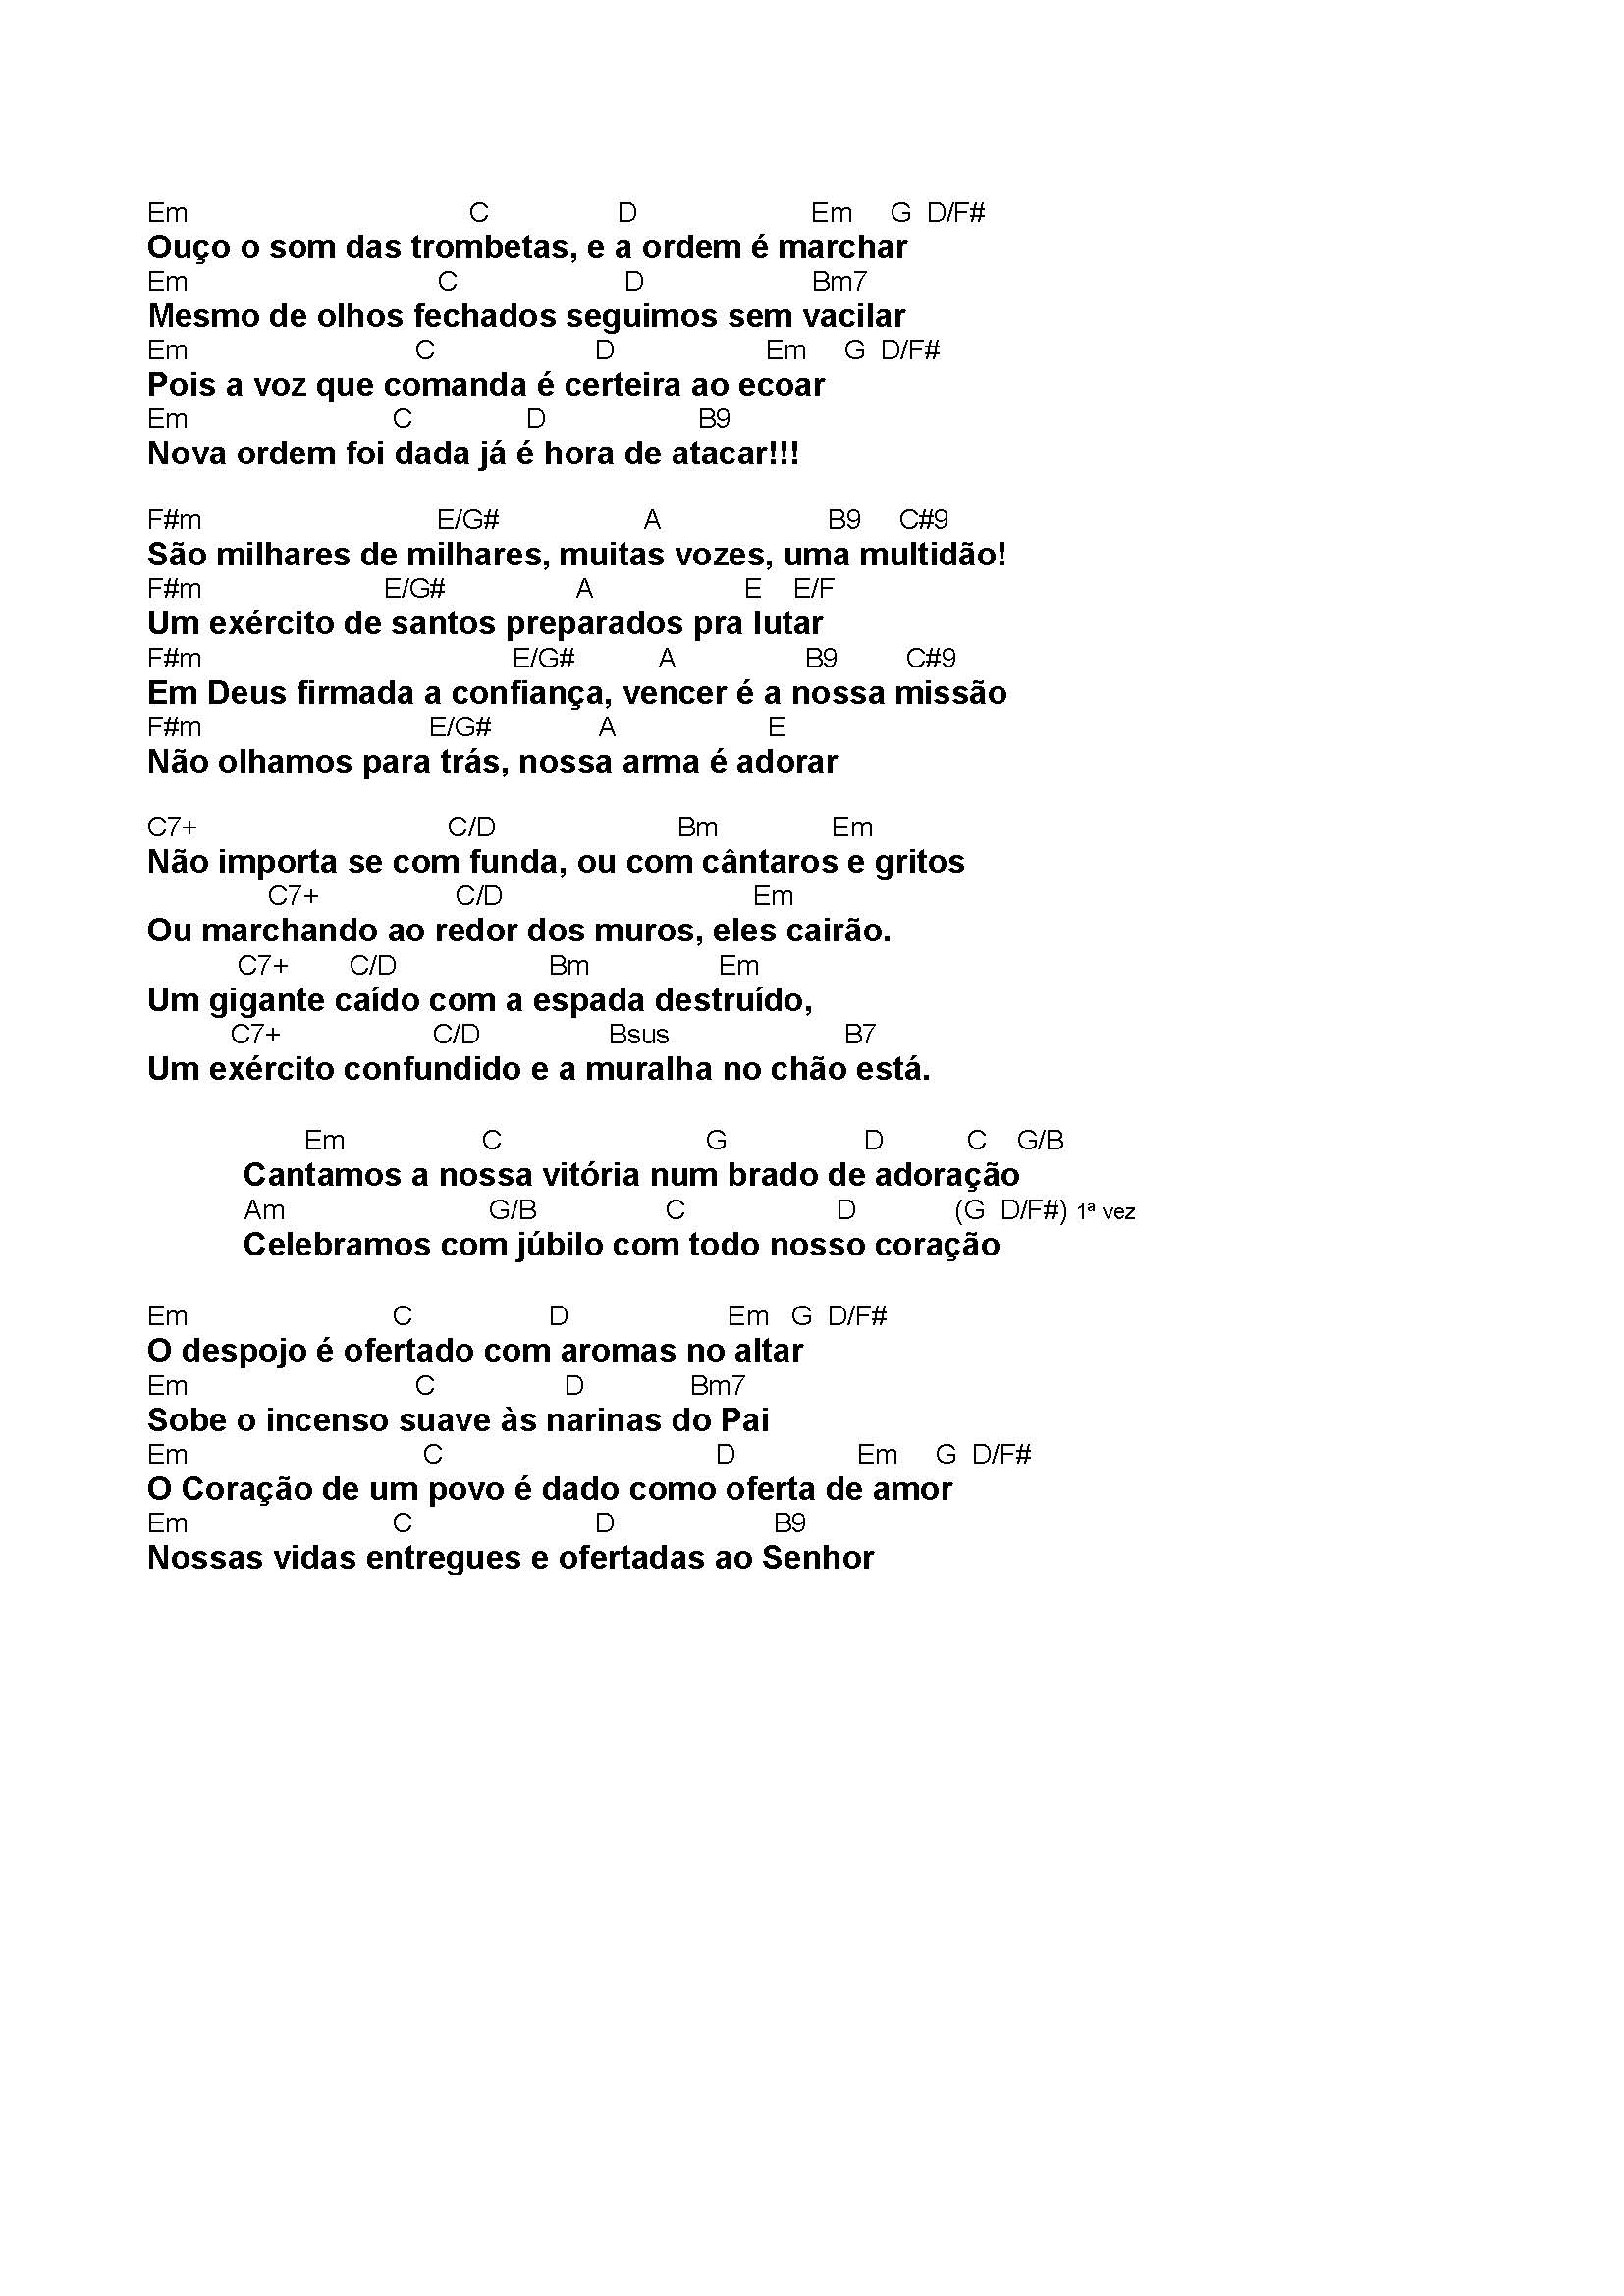 Em C D Em G D/F#
Ouço o som das trombetas, e a ordem é marchar
Em C D Bm7
Mesmo de olhos fechados seguimos sem vacilar
Em C D Em G D/F#
Pois a voz que comanda é certeira ao ecoar
Em C D B9
Nova ordem foi dada já é hora de atacar!!!
F#m E/G# A B9 C#9
São milhares de milhares, muitas vozes, uma multidão!
F#m E/G# A E E/F
Um exército de santos preparados pra lutar
F#m E/G# A B9 C#9
Em Deus firmada a confiança, vencer é a nossa missão
F#m E/G# A E
Não olhamos para trás, nossa arma é adorar
C7+ C/D Bm Em
Não importa se com funda, ou com cântaros e gritos
C7+ C/D Em
Ou marchando ao redor dos muros, eles cairão.
C7+ C/D Bm Em
Um gigante caído com a espada destruído,
C7+ C/D Bsus B7
Um exército confundido e a muralha no chão está.
Em C G D C G/B
Cantamos a nossa vitória num brado de adoração
Am G/B C D (G D/F#) 1ª vez
Celebramos com júbilo com todo nosso coração
Em C D Em G D/F#
O despojo é ofertado com aromas no altar
Em C D Bm7
Sobe o incenso suave às narinas do Pai
Em C D Em G D/F#
O Coração de um povo é dado como oferta de amor
Em C D B9
Nossas vidas entregues e ofertadas ao Senhor